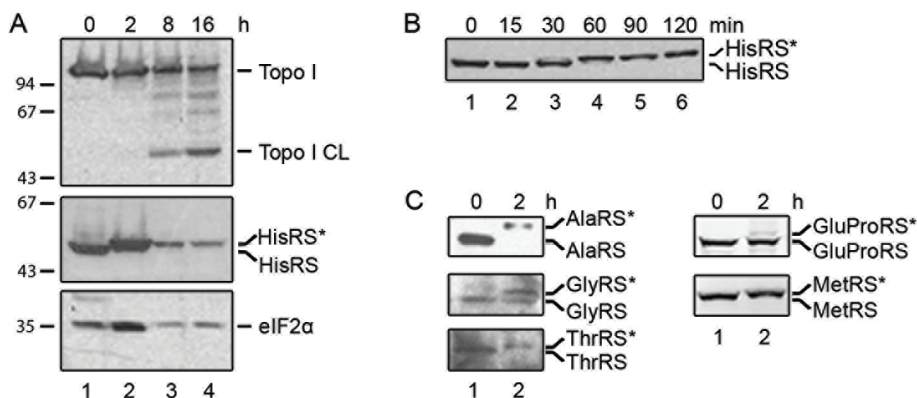 A
0 2 8 16 h
Topo I
94
67
Topo I CL
43
67
HisRS*
HisRS
43
35
eIF2α
1 2 3 4
B
0 15 30 60 90 120 min
HisRS*
HisRS
1 2 3 4 5 6
C
0 2 h
AlaRS*
AlaRS
GlyRS*
GlyRS
ThrRS*
ThrRS
1 2
0 2 h
GluProRS*
GluProRS
MetRS*
MetRS
1 2